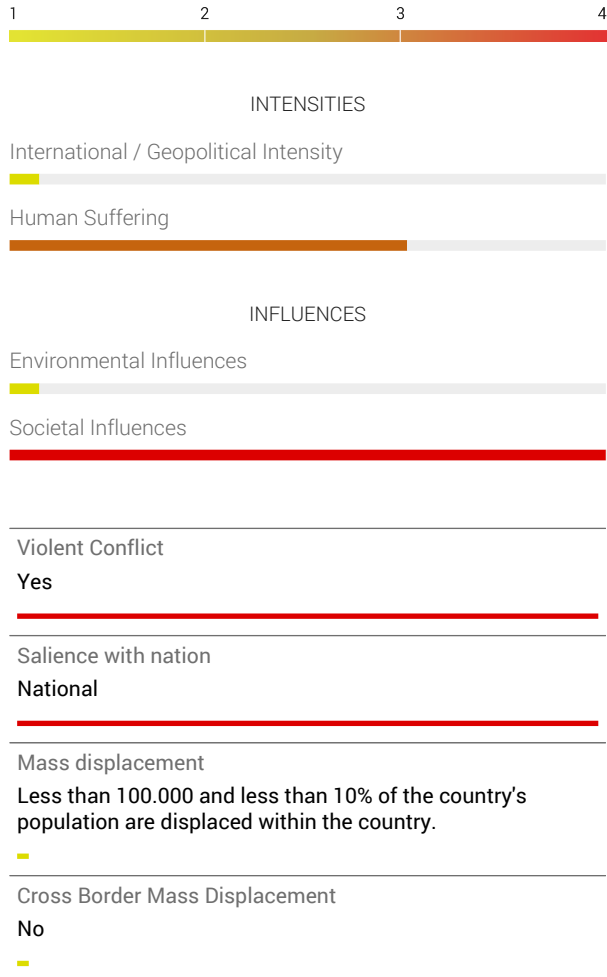 1 2 3 4
INTENSITIES
International / Geopolitical Intensity
Human Suffering
INFLUENCES
Environmental Influences
Societal Influences
Violent Conflict
Yes
Salience with nation
National
Mass displacement
Less than 100.000 and less than 10% of the country's
population are displaced within the country.
Cross Border Mass Displacement
No